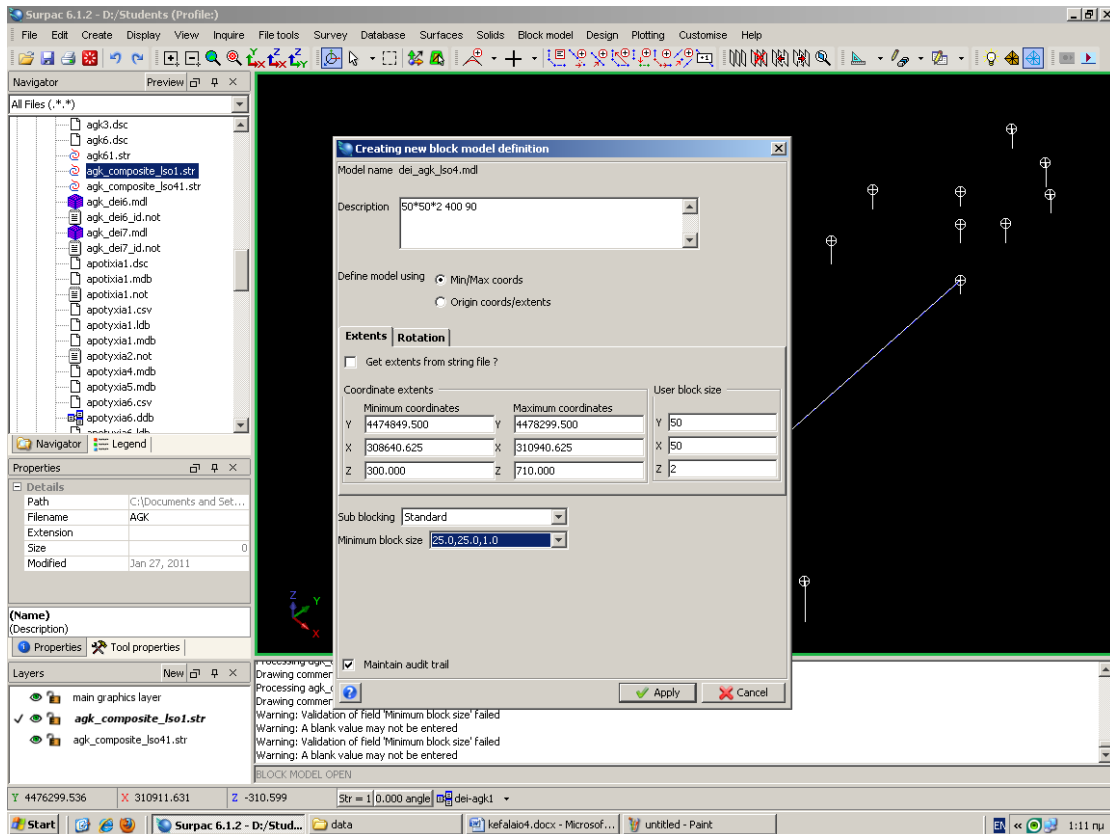 Surpac 6.1.2 - D:/Students (Profile:)
File Edit Create Display View Inquire File tools Survey Database Surfaces Solids Block model Design Plotting Customise Help
Navigator Preview
All Files (.*.*)
agk3.dsc
agk6.dsc
agk61.str
agk_composite_lso1.str
agk_composite_lso41.str
agk_dei6.mdl
agk_dei6_id.not
agk_dei7.mdl
agk_dei7_id.not
apotixia1.dsc
apotixia1.mdb
apotixia1.not
apotyxia1.csv
apotyxia1.ldb
apotyxia1.mdb
apotyxia2.not
apotyxia4.mdb
apotyxia5.mdb
apotyxia6.csv
apotyxia6.ddb
apotyxia6.ldb
Navigator Legend
Properties
Details
Path C:\Documents and Set...
Filename AGK
Extension
Size 0
Modified Jan 27, 2011
(Name)
(Description)
Properties Tool properties
Layers New
main graphics layer
agk_composite_lso1.str
agk_composite_lso41.str
Creating new block model definition
Model name dei_agk_lso4.mdl
Description 50*50*2 400 90
Define model using Min/Max coords
Origin coords/extents
Extents Rotation
Get extents from string file ?
Coordinate extents User block size
Minimum coordinates Maximum coordinates
Y 4474849.500 Y 4478299.500 Y 50
X 308640.625 X 310940.625 X 50
Z 300.000 Z 710.000 Z 2
Sub blocking Standard
Minimum block size 25.0,25.0,1.0
Maintain audit trail
Apply Cancel
Z Y
X
Processing agk_
Drawing commer
Processing agk_c
Drawing commer
Warning: Validation of field 'Minimum block size' failed
Warning: A blank value may not be entered
Warning: Validation of field 'Minimum block size' failed
Warning: A blank value may not be entered
BLOCK MODEL OPEN
Y 4476299.536 X 310911.631 Z -310.599 Str = 1 0.000 angle dei-agk1
Start Surpac 6.1.2 - D:/Stud... data kefalaio4.docx - Microsof... untitled - Paint EN « 1:11 πμ